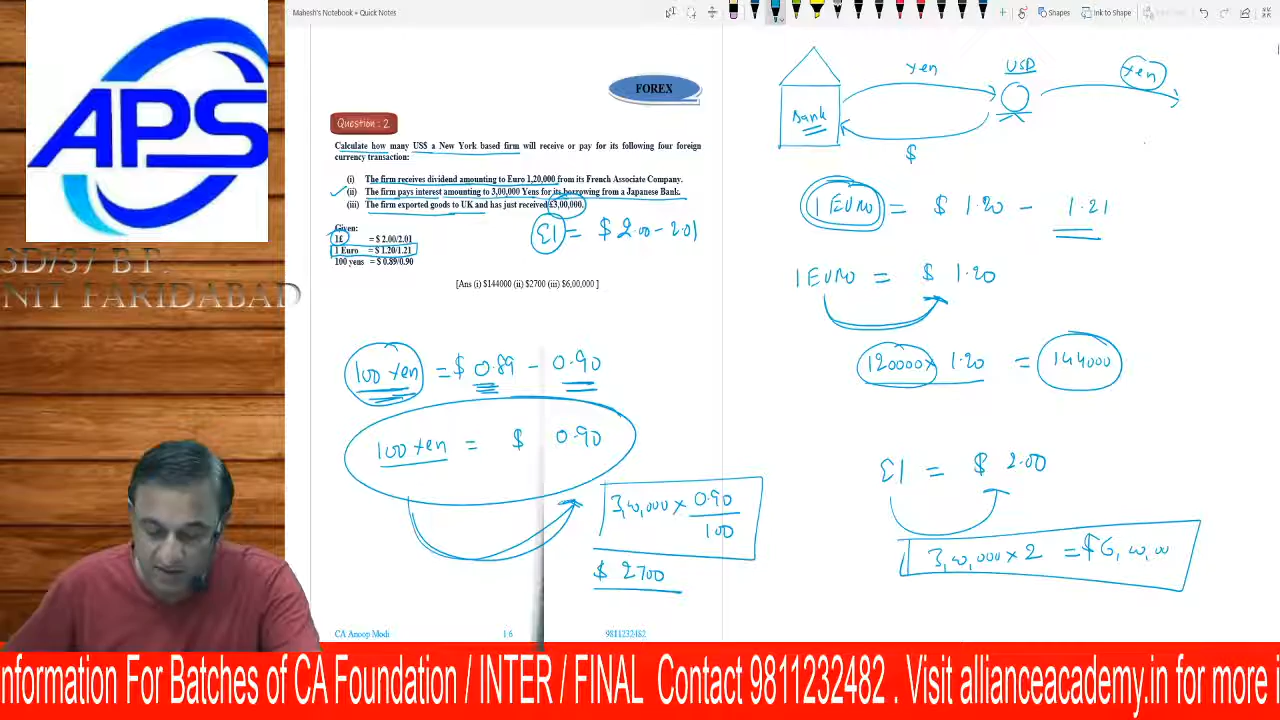 Mahesh's Notebook + Quick Notes
Shapes
Ink to Shape
APS
3D/37 B.P.
NIT FARIDABAD
FOREX
Question : 2
Calculate how many US$ a New York based firm will receive or pay for its following four foreign
currency transaction:
(i) The firm receives dividend amounting to Euro 1,20,000 from its French Associate Company.
(ii) The firm pays interest amounting to 3,00,000 Yens for its borrowing from a Japanese Bank.
(iii) The firm exported goods to UK and has just received £3,00,000.
Given:
1£ = $ 2.00/2.01
1 Euro = $ 1.20/1.21
100 yens = $ 0.89/0.90
£1 = $ 2.00 - 2.01
[Ans (i) $144000 (ii) $2700 (iii) $6,00,000 ]
100 Yen = $ 0.89 - 0.90
100 Yen = $ 0.90
3,00,000 × 0.90
100
$ 2700
CA Anoop Modi 1.6 9811232482
Yen USD Yen
Bank
$
1 EURO = $ 1.20 - 1.21
1 EURO = $ 1.20
120000 × 1.20 = 144000
£1 = $ 2.00
3,00,000 × 2 = $6,00,00
nformation For Batches of CA Foundation / INTER / FINAL Contact 9811232482 . Visit allianceacademy.in for more i